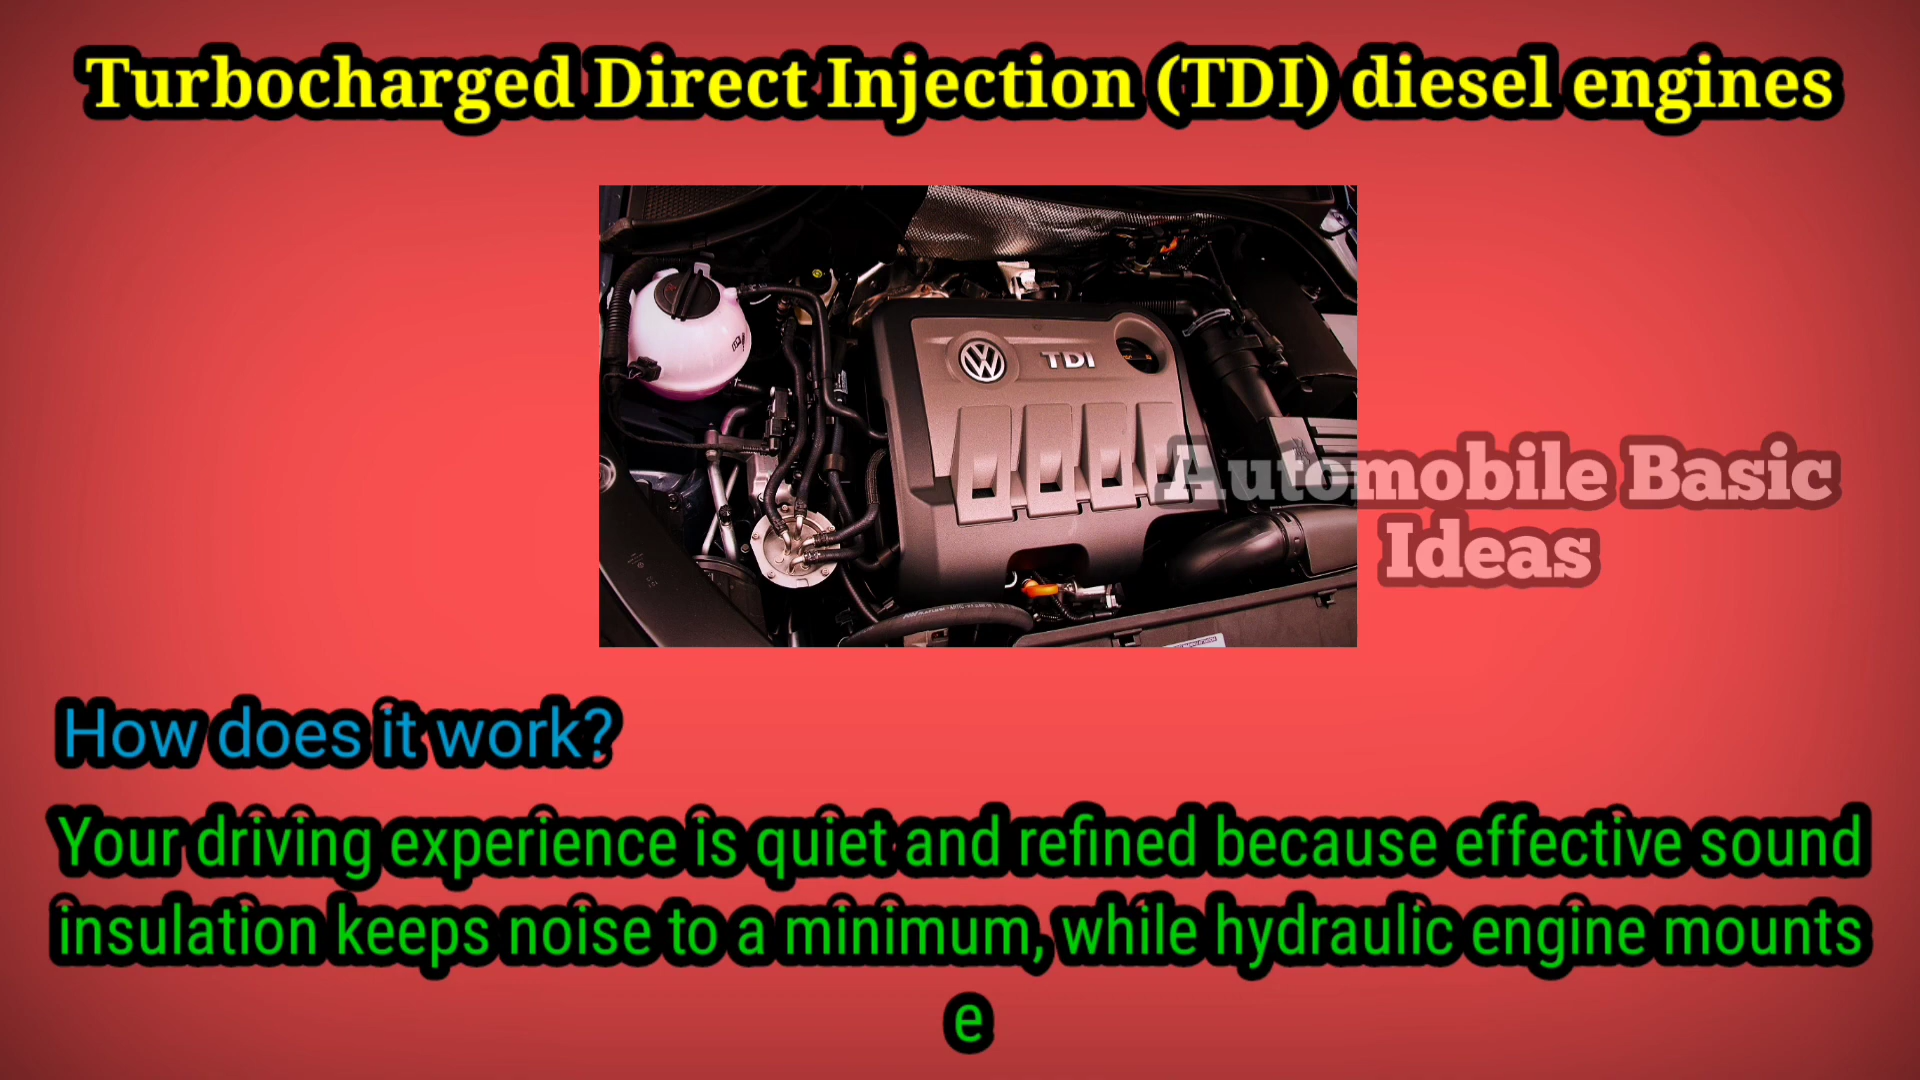 Turbocharged Direct Injection (TDI) diesel engines
TDI
Automobile Basic
Ideas
How does it work?
Your driving experience is quiet and refined because effective sound
insulation keeps noise to a minimum, while hydraulic engine mounts
e